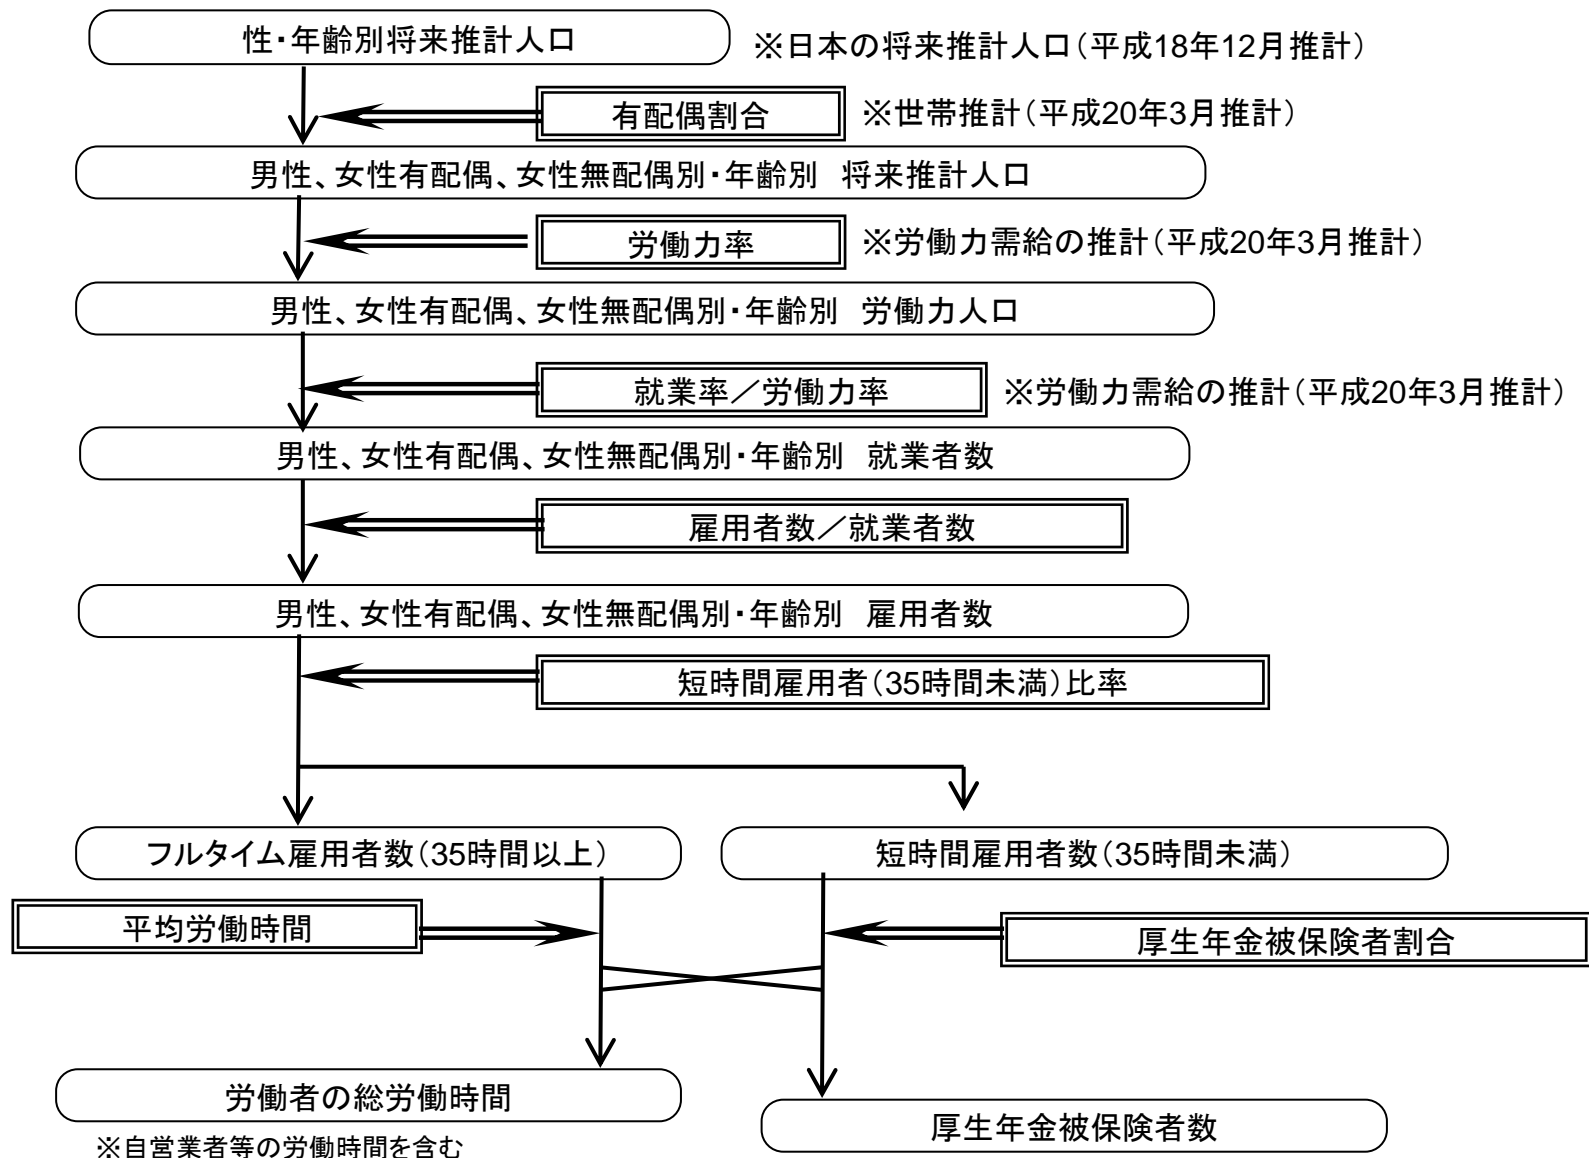 性・年齢別将来推計人口
※日本の将来推計人口（平成18年12月推計）
有配偶割合
※世帯推計（平成20年3月推計）
男性、女性有配偶、女性無配偶別・年齢別　将来推計人口
労働力率
※労働力需給の推計（平成20年3月推計）
男性、女性有配偶、女性無配偶別・年齢別　労働力人口
就業率／労働力率
※労働力需給の推計（平成20年3月推計）
男性、女性有配偶、女性無配偶別・年齢別　就業者数
雇用者数／就業者数
男性、女性有配偶、女性無配偶別・年齢別　雇用者数
短時間雇用者（35時間未満）比率
フルタイム雇用者数（35時間以上）
短時間雇用者数（35時間未満）
平均労働時間
厚生年金被保険者割合
労働者の総労働時間
※自営業者等の労働時間を含む
厚生年金被保険者数